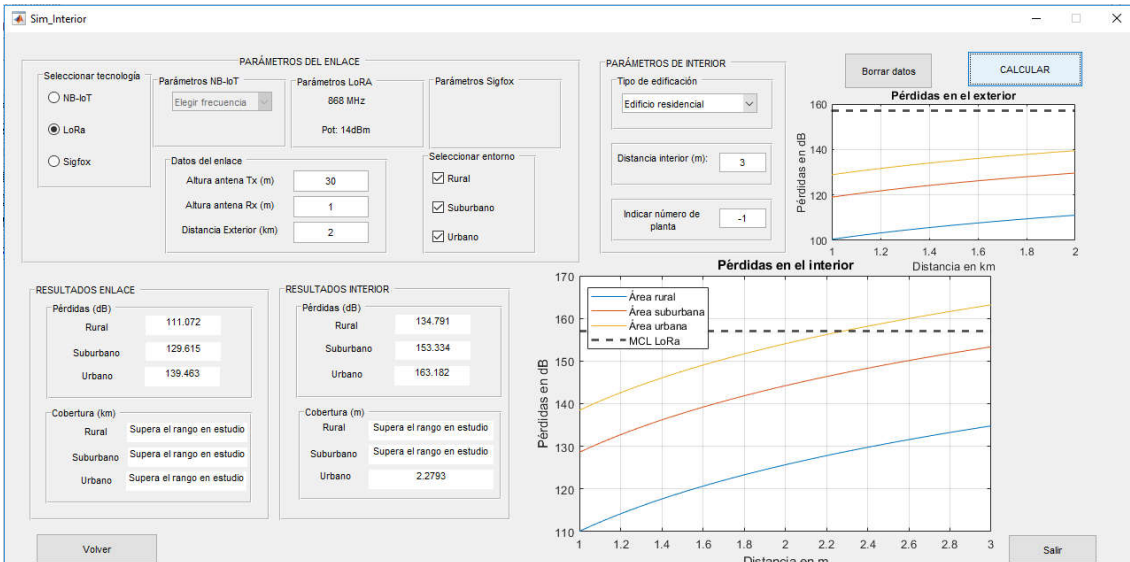 Sim_Interior
PARÁMETROS DEL ENLACE
Seleccionar tecnología
NB-IoT
LoRa
Sigfox
Parámetros NB-IoT
Elegir frecuencia
Parámetros LoRA
868 MHz
Pot: 14dBm
Parámetros Sigfox
Datos del enlace
Altura antena Tx (m) 30
Altura antena Rx (m) 1
Distancia Exterior (km) 2
Seleccionar entorno
Rural
Suburbano
Urbano
PARÁMETROS DE INTERIOR
Tipo de edificación
Edificio residencial
Distancia interior (m): 3
Indicar número de
planta
-1
Borrar datos
CALCULAR
Pérdidas en el exterior
Pérdidas en dB
160
140
120
100
1 1.2 1.4 1.6 1.8 2
Distancia en km
RESULTADOS ENLACE
Pérdidas (dB)
Rural 111.072
Suburbano 129.615
Urbano 139.463
Cobertura (km)
Rural Supera el rango en estudio
Suburbano Supera el rango en estudio
Urbano Supera el rango en estudio
RESULTADOS INTERIOR
Pérdidas (dB)
Rural 134.791
Suburbano 153.334
Urbano 163.182
Cobertura (m)
Rural Supera el rango en estudio
Suburbano Supera el rango en estudio
Urbano 2.2793
Pérdidas en el interior
Pérdidas en dB
170
160
150
140
130
120
110
Área rural
Área suburbana
Área urbana
MCL LoRa
1 1.2 1.4 1.6 1.8 2 2.2 2.4 2.6 2.8 3
Distancia en m
Volver
Salir